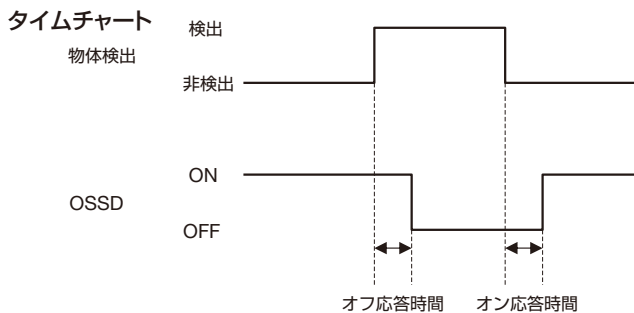 タイムチャート
検出
物体検出
非検出
ON
OSSD
OFF
オフ応答時間 オン応答時間